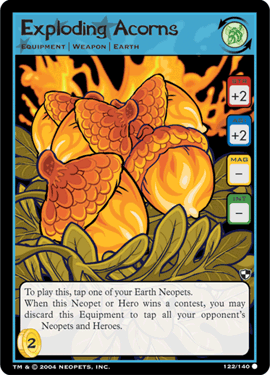 Exploding Acorns
Equipment | Weapon | Earth
+2
+2
MAG
–
INT
–
To play this, tap one of your Earth Neopets.
When this Neopet or Hero wins a contest, you may
discard this Equipment to tap all your opponent's
Neopets and Heroes.
2
TM & © 2004 NEOPETS, INC.
122/140